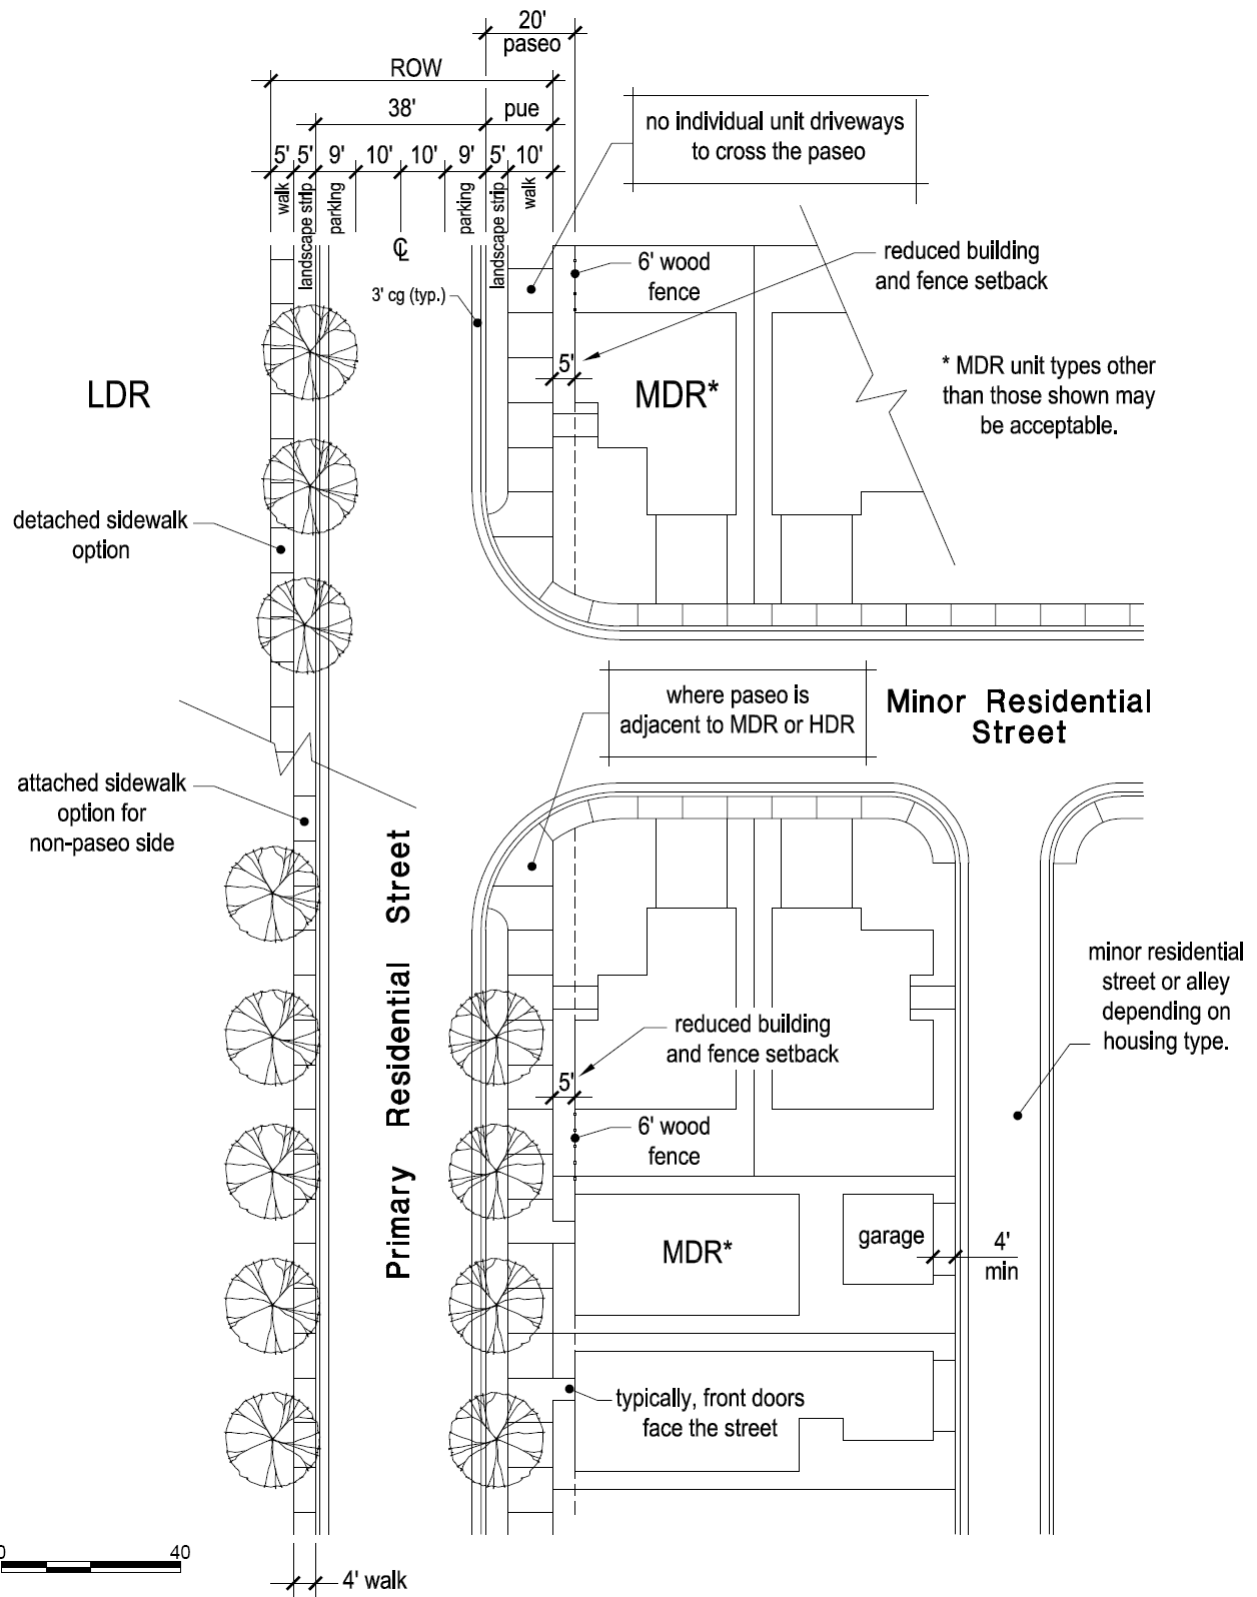 20'
paseo
ROW
38'
pue
5' 5' 9' 10' 10' 9' 5' 10'
walk
landscape strip
parking
parking
landscape strip
walk
℄
3' cg (typ.)
no individual unit driveways
to cross the paseo
6' wood
fence
reduced building
and fence setback
5'
LDR
MDR*
* MDR unit types other
than those shown may
be acceptable.
detached sidewalk
option
where paseo is
adjacent to MDR or HDR
Minor Residential
Street
attached sidewalk
option for
non-paseo side
Primary Residential Street
minor residential
street or alley
depending on
housing type.
reduced building
and fence setback
5'
6' wood
fence
MDR*
garage
4'
min
typically, front doors
face the street
0 40
4' walk